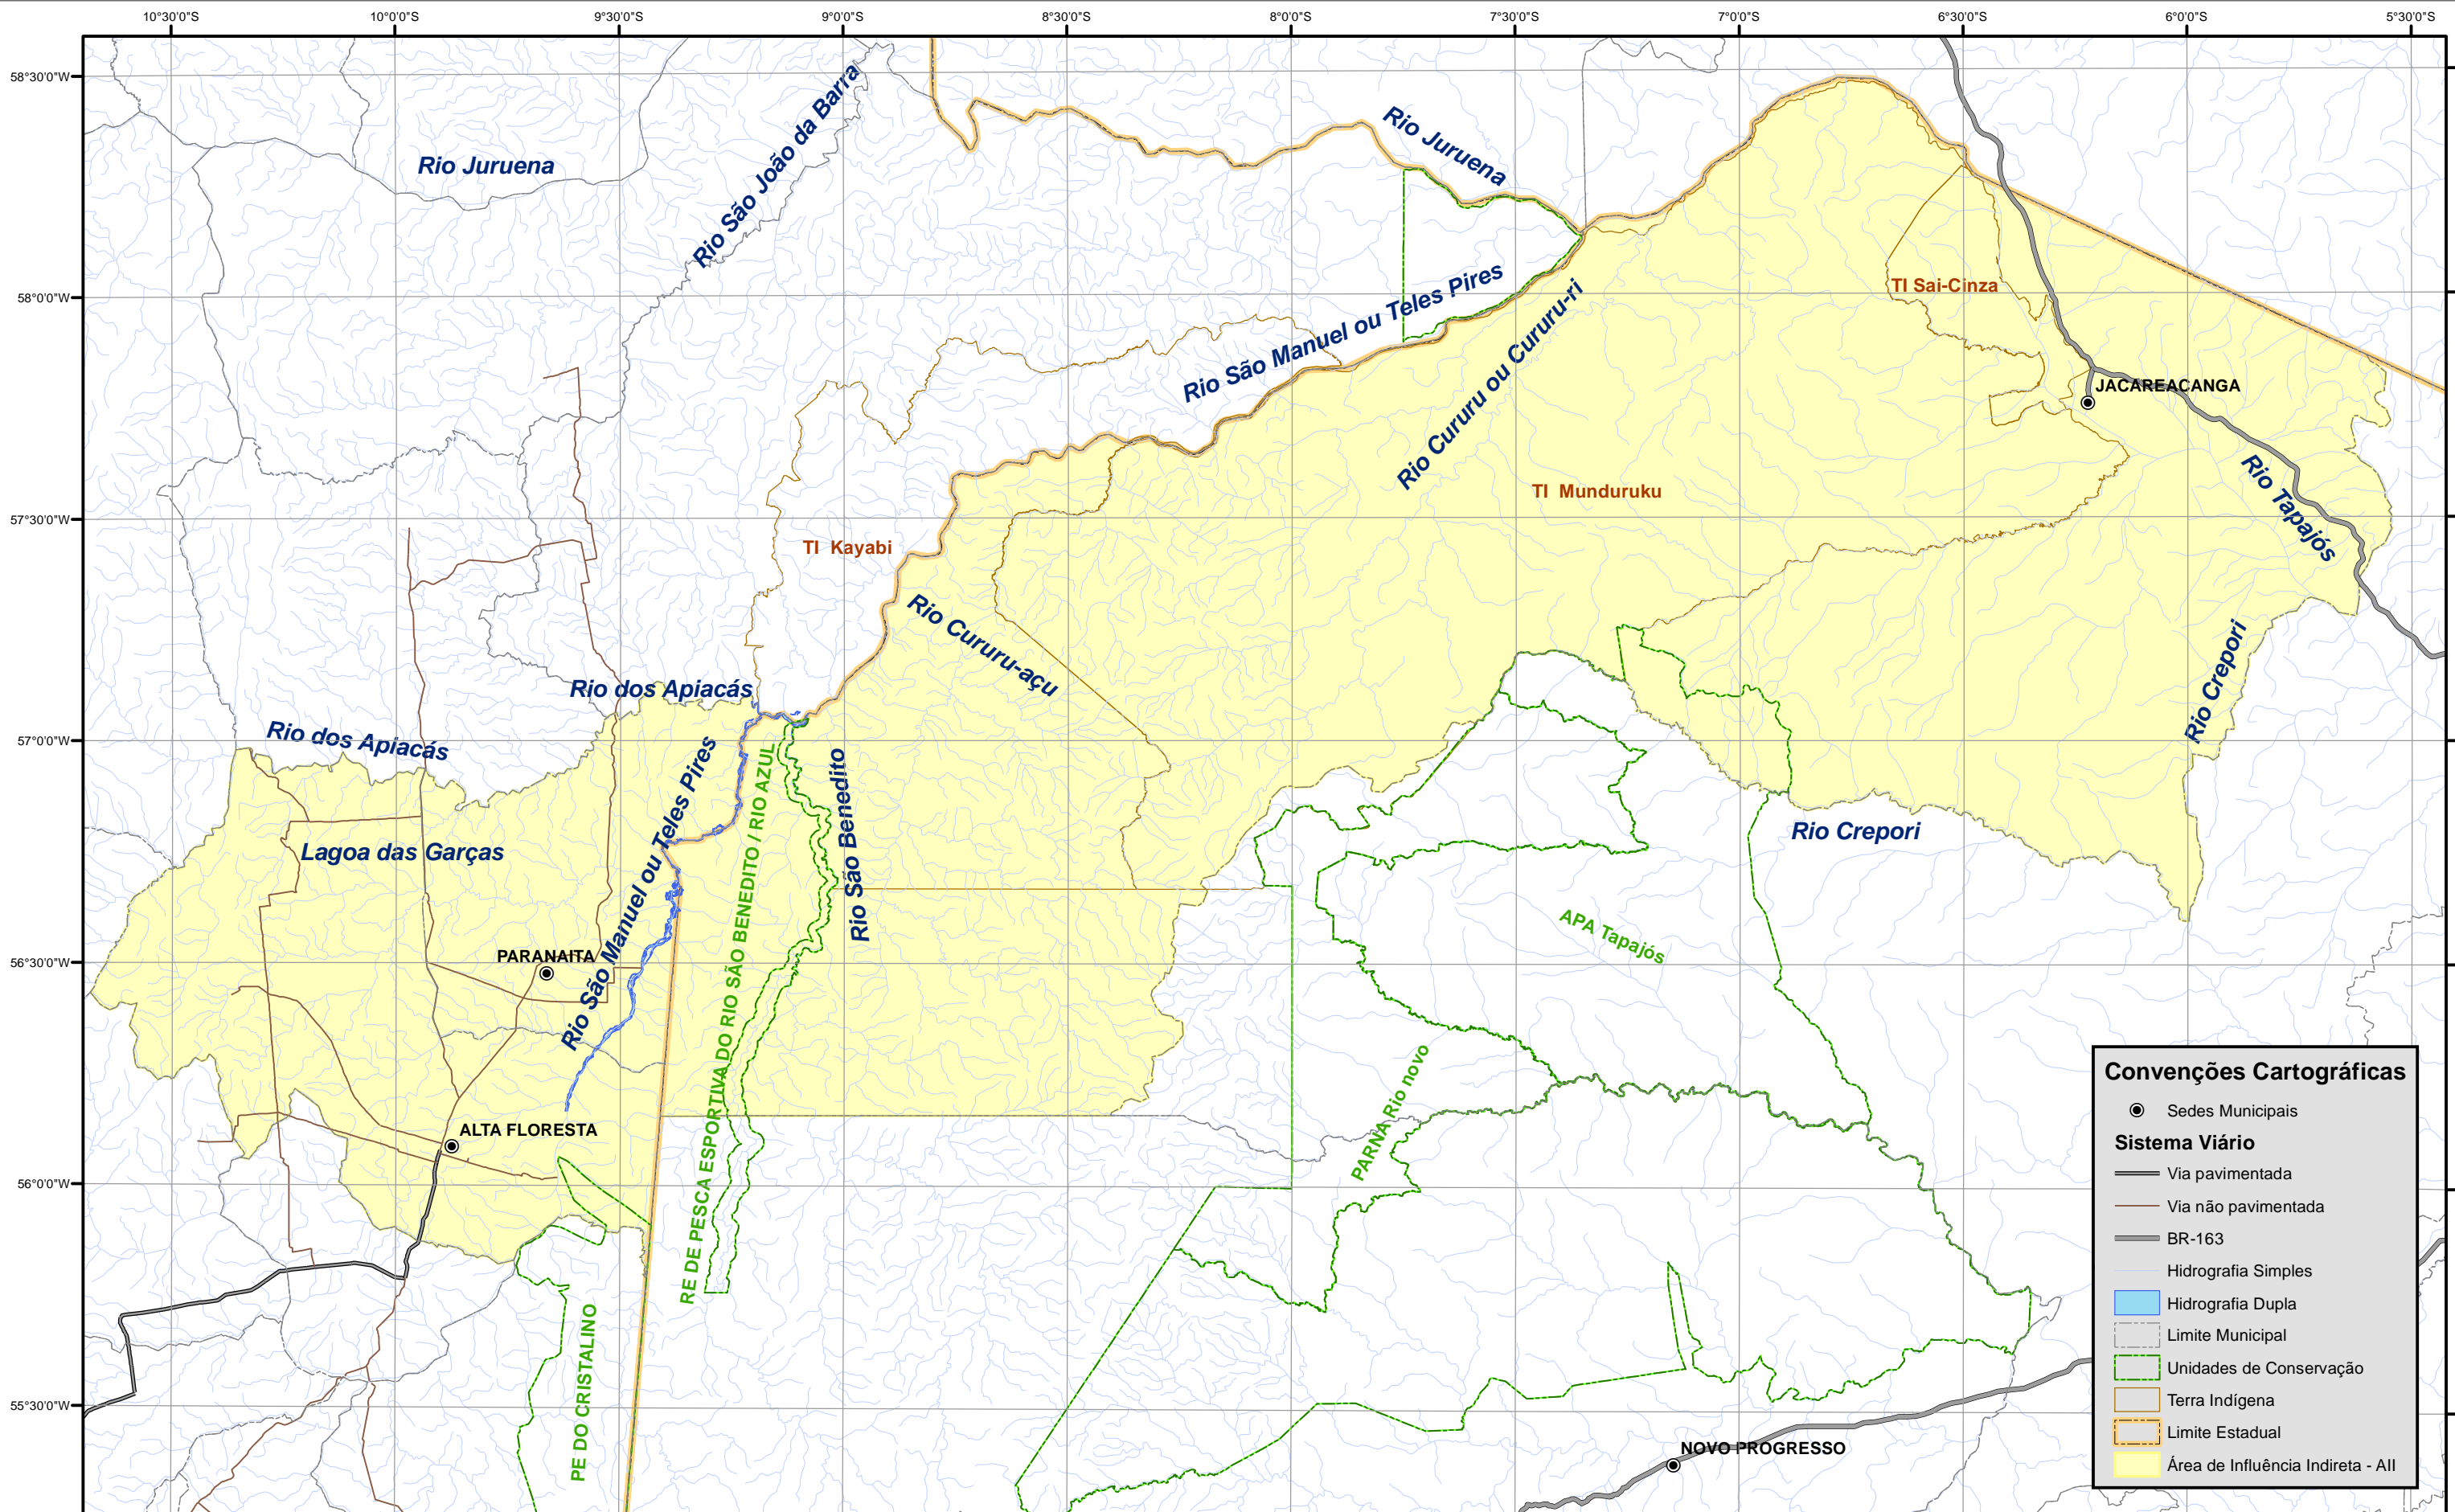 10°30'0"S
10°0'0"S
9°30'0"S
9°0'0"S
8°30'0"S
8°0'0"S
7°30'0"S
7°0'0"S
6°30'0"S
6°0'0"S
5°30'0"S
58°30'0"W
58°0'0"W
57°30'0"W
57°0'0"W
56°30'0"W
56°0'0"W
55°30'0"W
Rio Juruena
Rio São João da Barra
Rio Juruena
Rio São Manuel ou Teles Pires
Rio Cururu ou Cururu-ri
TI Sai-Cinza
JACAREACANGA
TI Munduruku
Rio Tapajós
TI Kayabi
Rio Cururu-açu
Rio dos Apiacás
Rio dos Apiacás
Rio Crepori
Lagoa das Garças
Rio São Manuel ou Teles Pires
RE DE PESCA ESPORTIVA DO RIO SÃO BENEDITO / RIO AZUL
Rio São Benedito
Rio Crepori
APA Tapajós
PARANAITA
PARNA Rio novo
ALTA FLORESTA
PE DO CRISTALINO
NOVO PROGRESSO
Convenções Cartográficas
Sedes Municipais
Sistema Viário
Via pavimentada
Via não pavimentada
BR-163
Hidrografia Simples
Hidrografia Dupla
Limite Municipal
Unidades de Conservação
Terra Indígena
Limite Estadual
Área de Influência Indireta - AII